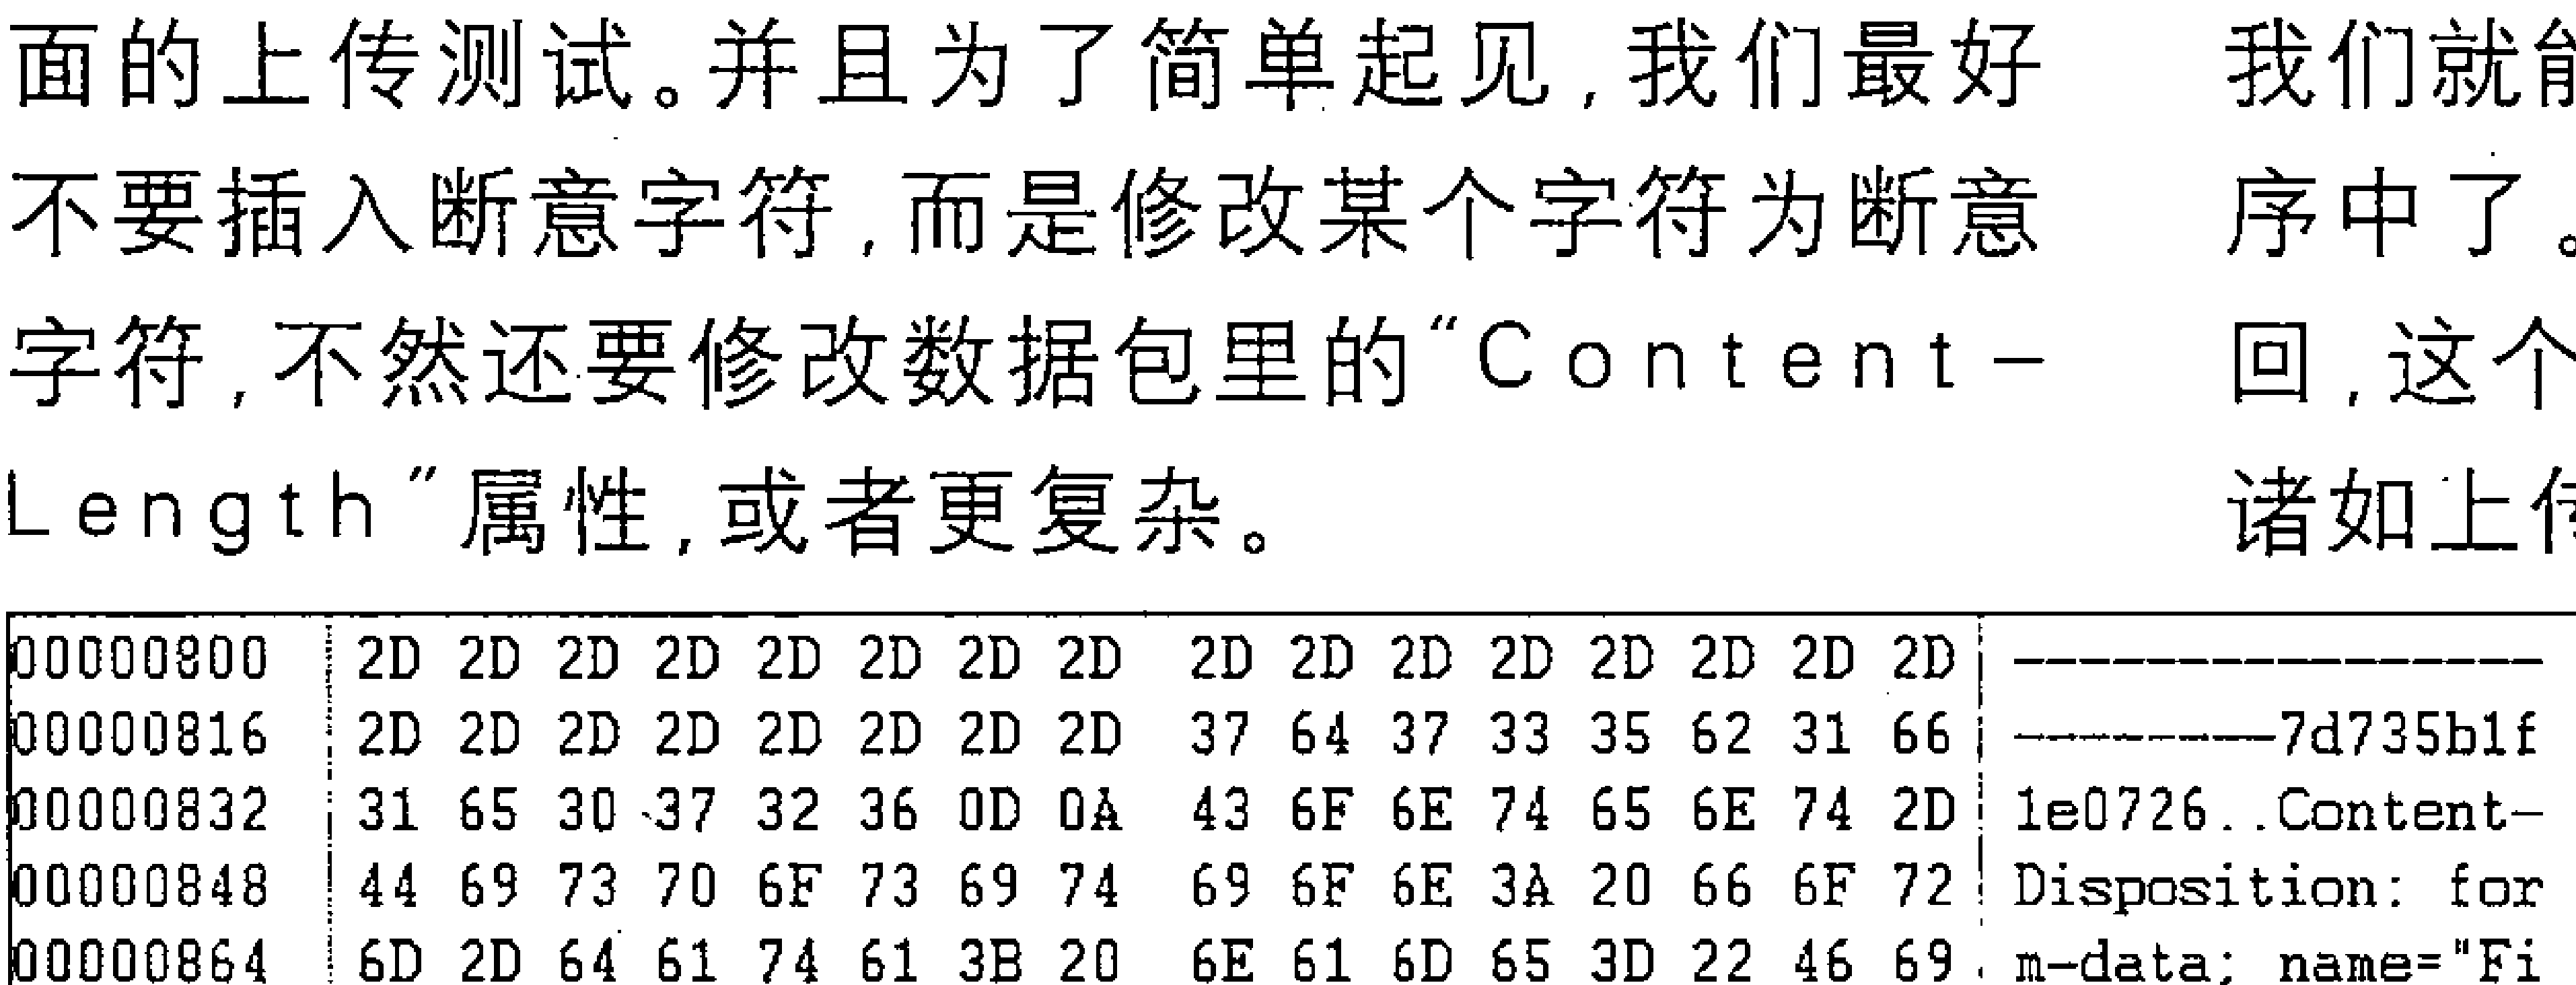 面的上传测试。并且为了简单起见,我们最好
不要插入断意字符,而是修改某个字符为断意
字符,不然还要修改数据包里的“Content-
Length”属性,或者更复杂。
我们就能
序中了。
回,这个
诸如上传
00000800 2D 2D 2D 2D 2D 2D 2D 2D 2D 2D 2D 2D 2D 2D 2D 2D ----------------
00000816 2D 2D 2D 2D 2D 2D 2D 2D 37 64 37 33 35 62 31 66 --------7d735b1f
00000832 31 65 30 37 32 36 0D 0A 43 6F 6E 74 65 6E 74 2D 1e0726..Content-
00000848 44 69 73 70 6F 73 69 74 69 6F 6E 3A 20 66 6F 72 Disposition: for
00000864 6D 2D 64 61 74 61 3B 20 6E 61 6D 65 3D 22 46 69 m-data; name="Fi